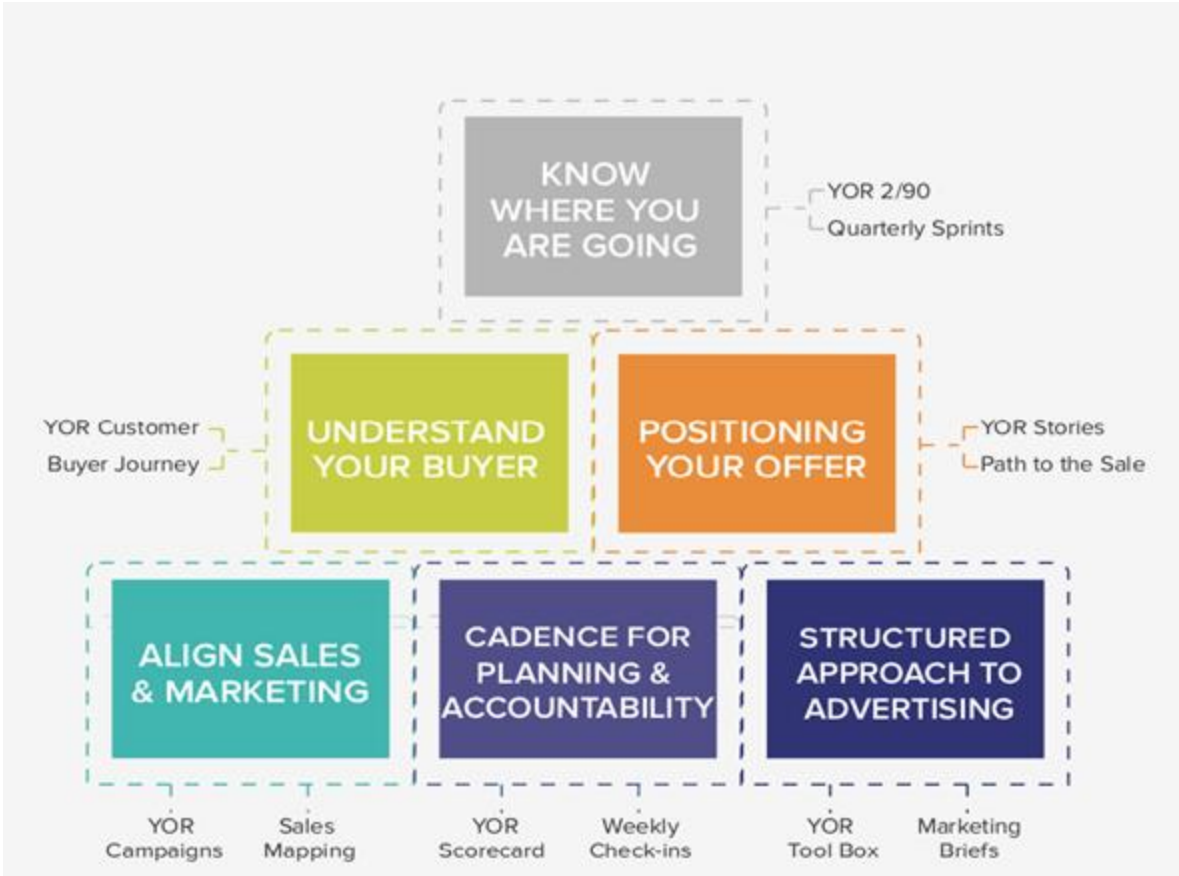 KNOW
WHERE YOU
ARE GOING
YOR 2/90
Quarterly Sprints
YOR Customer
Buyer Journey
UNDERSTAND
YOUR BUYER
POSITIONING
YOUR OFFER
YOR Stories
Path to the Sale
ALIGN SALES
& MARKETING
CADENCE FOR
PLANNING &
ACCOUNTABILITY
STRUCTURED
APPROACH TO
ADVERTISING
YOR
Campaigns
Sales
Mapping
YOR
Scorecard
Weekly
Check-ins
YOR
Tool Box
Marketing
Briefs